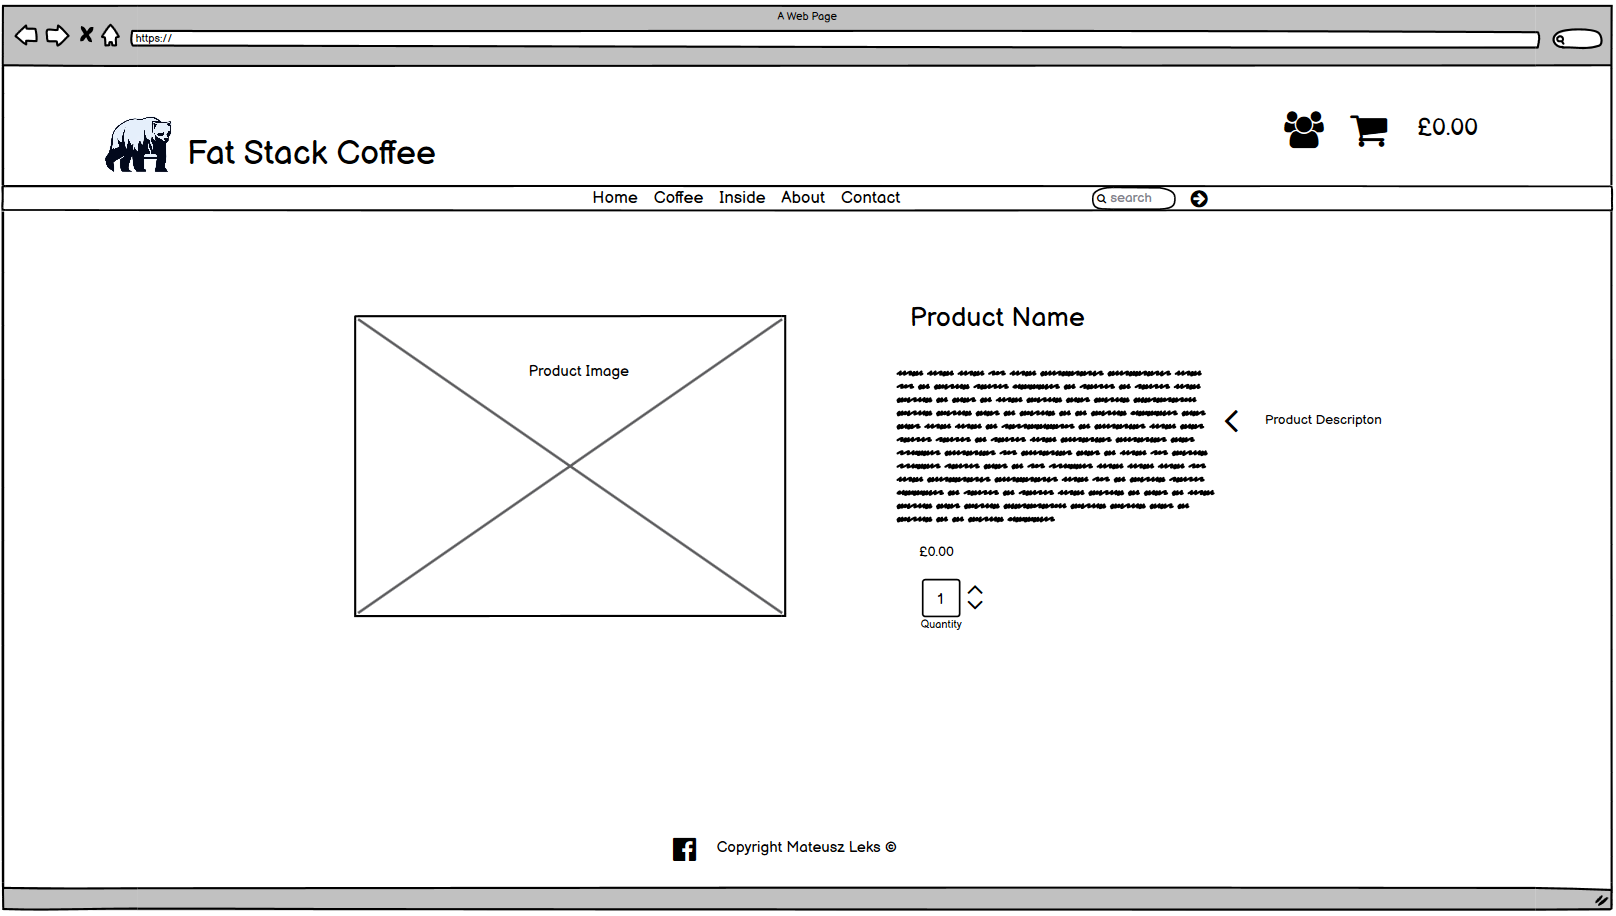 A Web Page
https://
Fat Stack Coffee
£0.00
Home Coffee Inside About Contact
search
Product Image
Product Name
Product Descripton
£0.00
1
Quantity
Copyright Mateusz Leks ©